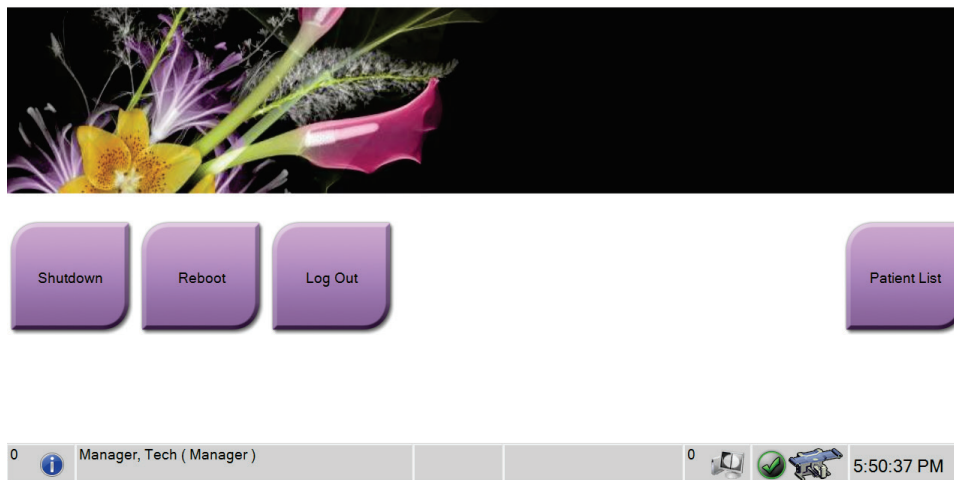 Shutdown
Reboot
Log Out
Patient List
0
Manager, Tech ( Manager )
0
5:50:37 PM